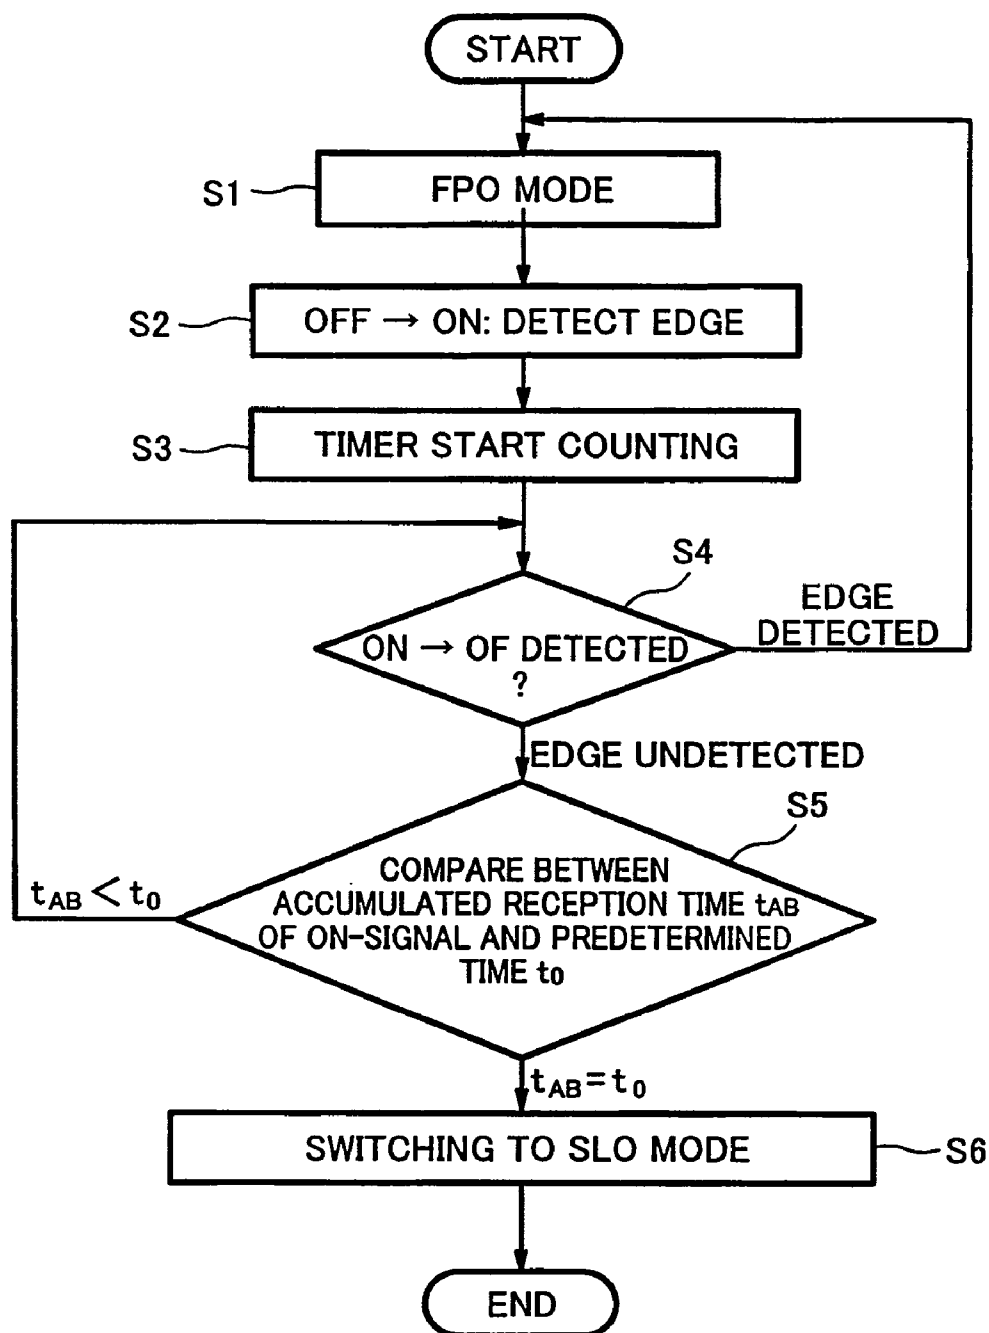 START
S1
FPO MODE
S2
OFF → ON: DETECT EDGE
S3
TIMER START COUNTING
S4
EDGE
DETECTED
ON → OF DETECTED
?
EDGE UNDETECTED
S5
tAB < t0
COMPARE BETWEEN
ACCUMULATED RECEPTION TIME tAB
OF ON-SIGNAL AND PREDETERMINED
TIME t0
tAB=t0
SWITCHING TO SLO MODE
S6
END